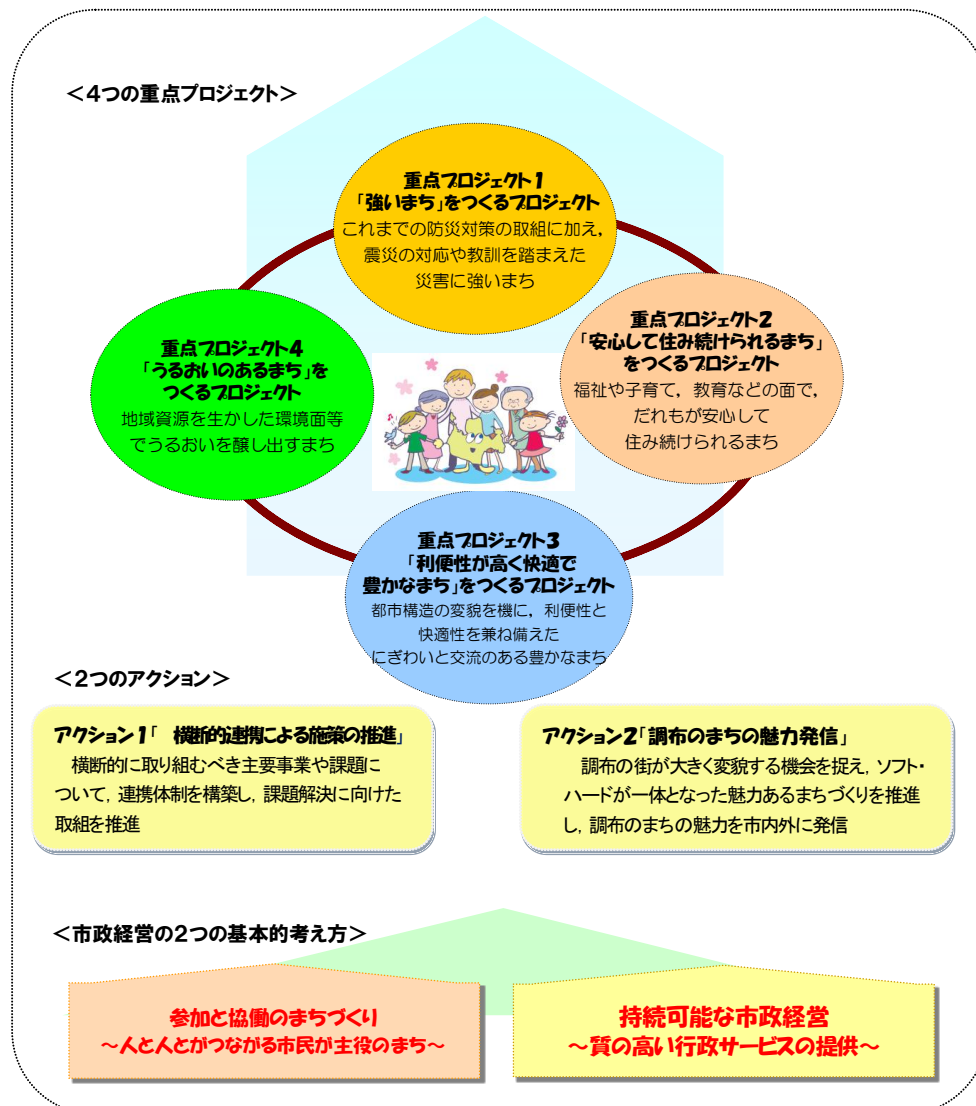 ＜４つの重点プロジェクト＞
重点プロジェクト１
「強いまち」をつくるプロジェクト
これまでの防災対策の取組に加え，
震災の対応や教訓を踏まえた
災害に強いまち
重点プロジェクト２
「安心して住み続けられるまち」
をつくるプロジェクト
福祉や子育て，教育などの面で，
だれもが安心して
住み続けられるまち
重点プロジェクト４
「うるおいのあるまち」を
つくるプロジェクト
地域資源を生かした環境面等
でうるおいを醸し出すまち
重点プロジェクト３
「利便性が高く快適で
豊かなまち」をつくるプロジェクト
都市構造の変貌を機に，利便性と
快適性を兼ね備えた
にぎわいと交流のある豊かなまち
＜２つのアクション＞
アクション１「　横断的連携による施策の推進」
横断的に取り組むべき主要事業や課題に
ついて，連携体制を構築し，課題解決に向けた
取組を推進
アクション２「調布のまちの魅力発信」
調布の街が大きく変貌する機会を捉え，ソフト・
ハードが一体となった魅力あるまちづくりを推進
し，調布のまちの魅力を市内外に発信
＜市政経営の２つの基本的考え方＞
参加と協働のまちづくり
～人と人とがつながる市民が主役のまち～
持続可能な市政経営
～質の高い行政サービスの提供～